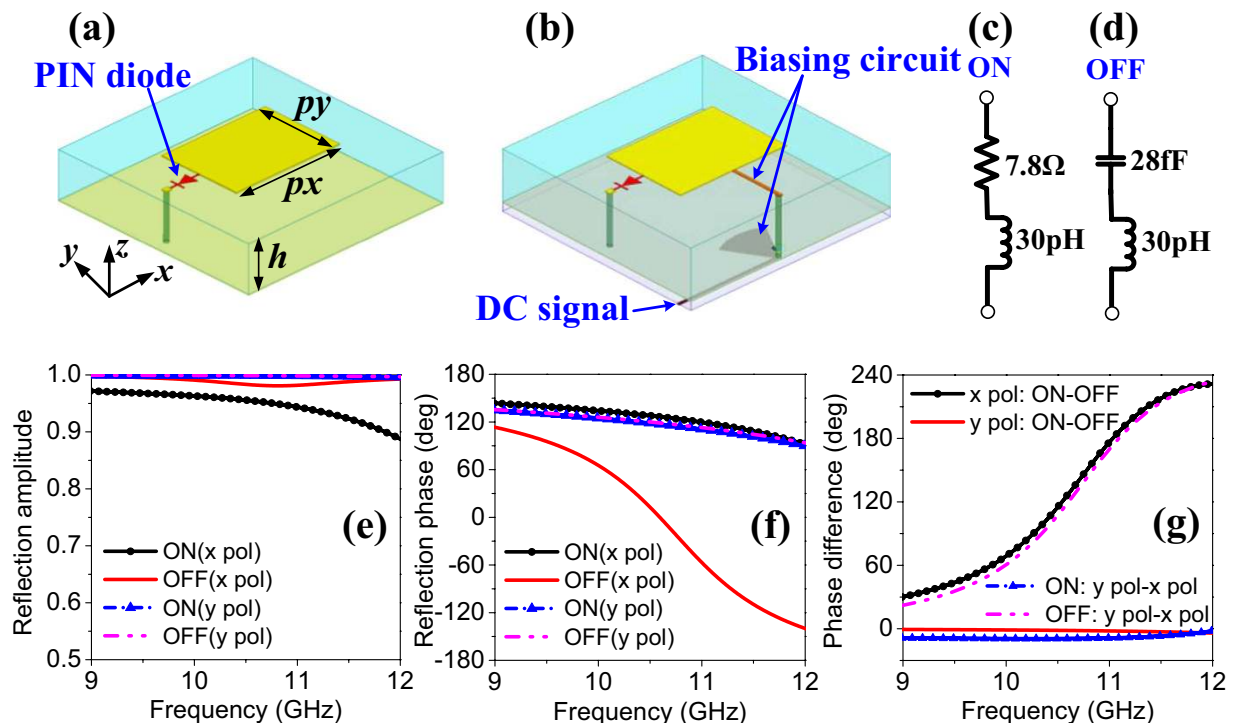 (a)
PIN diode
py
px
h
z
y
x
(b)
Biasing circuit
DC signal
(c)
ON
7.8Ω
30pH
(d)
OFF
28fF
30pH
1.0
0.9
0.8
0.7
0.6
0.5
Reflection amplitude
(e)
ON(x pol)
OFF(x pol)
ON(y pol)
OFF(y pol)
9 10 11 12
Frequency (GHz)
180
120
60
0
-60
-120
-180
Reflection phase (deg)
(f)
ON(x pol)
OFF(x pol)
ON(y pol)
OFF(y pol)
9 10 11 12
Frequency (GHz)
240
180
120
60
0
Phase difference (deg)
x pol: ON-OFF
y pol: ON-OFF
(g)
ON: y pol-x pol
OFF: y pol-x pol
9 10 11 12
Frequency (GHz)